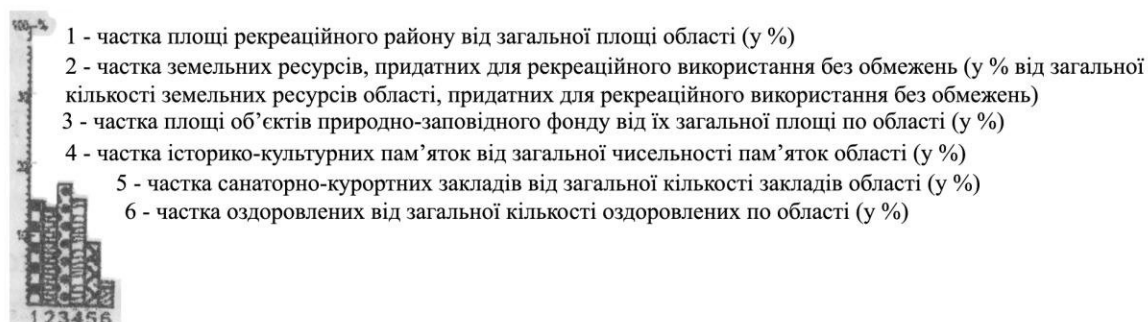 100 %
1 - частка площі рекреаційного району від загальної площі області (у %)
2 - частка земельних ресурсів, придатних для рекреаційного використання без обмежень (у % від загальної
кількості земельних ресурсів області, придатних для рекреаційного використання без обмежень)
30
3 - частка площі об’єктів природно-заповідного фонду від їх загальної площі по області (у %)
4 - частка історико-культурних пам’яток від загальної чисельності пам’яток області (у %)
20
5 - частка санаторно-курортних закладів від загальної кількості закладів області (у %)
6 - частка оздоровлених від загальної кількості оздоровлених по області (у %)
10
1 2 3 4 5 6